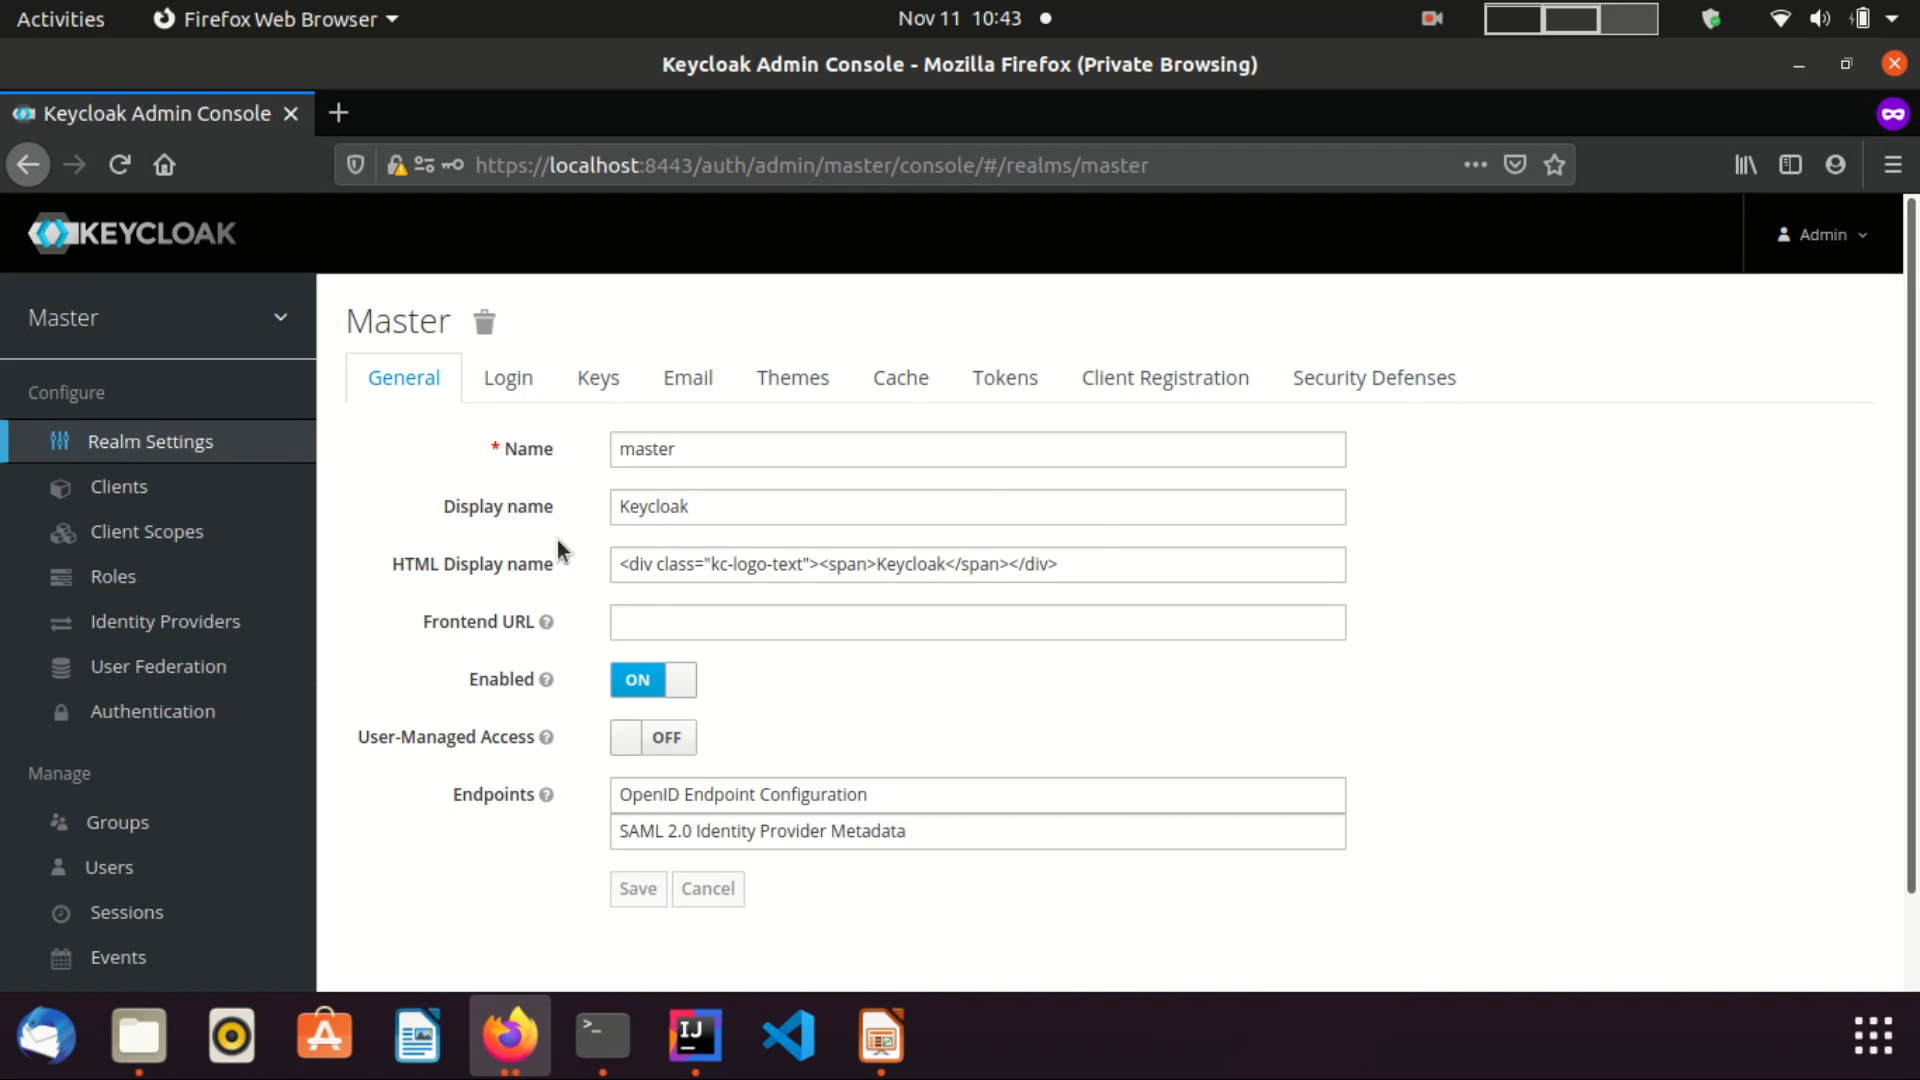 Activities
Firefox Web Browser
Nov 11 10:43
Keycloak Admin Console - Mozilla Firefox (Private Browsing)
Keycloak Admin Console
https://localhost:8443/auth/admin/master/console/#/realms/master
KEYCLOAK
Admin
Master
Configure
Realm Settings
Clients
Client Scopes
Roles
Identity Providers
User Federation
Authentication
Manage
Groups
Users
Sessions
Events
Master
General Login Keys Email Themes Cache Tokens Client Registration Security Defenses
* Name master
Display name Keycloak
HTML Display name <div class="kc-logo-text"><span>Keycloak</span></div>
Frontend URL
Enabled ON
User-Managed Access OFF
Endpoints OpenID Endpoint Configuration
SAML 2.0 Identity Provider Metadata
Save Cancel
>_
IJ